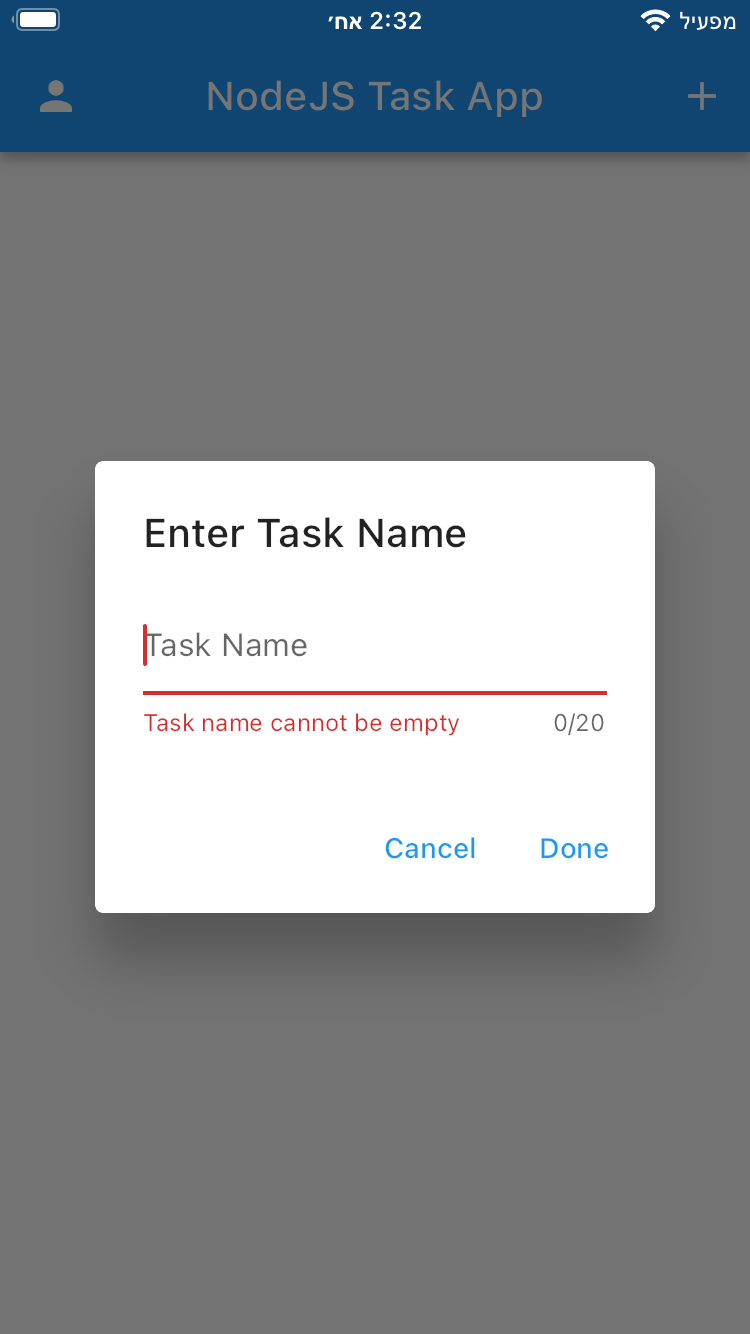 מפעיל
2:32 אח׳
NodeJS Task App
Enter Task Name
Task Name
Task name cannot be empty 0/20
Cancel Done